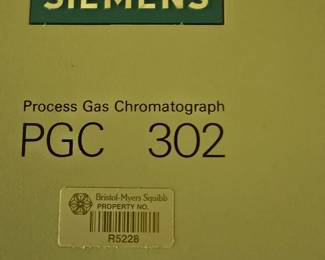 SIEMENS
Process Gas Chromatograph
PGC 302
Bristol-Myers Squibb
PROPERTY NO.
R5228